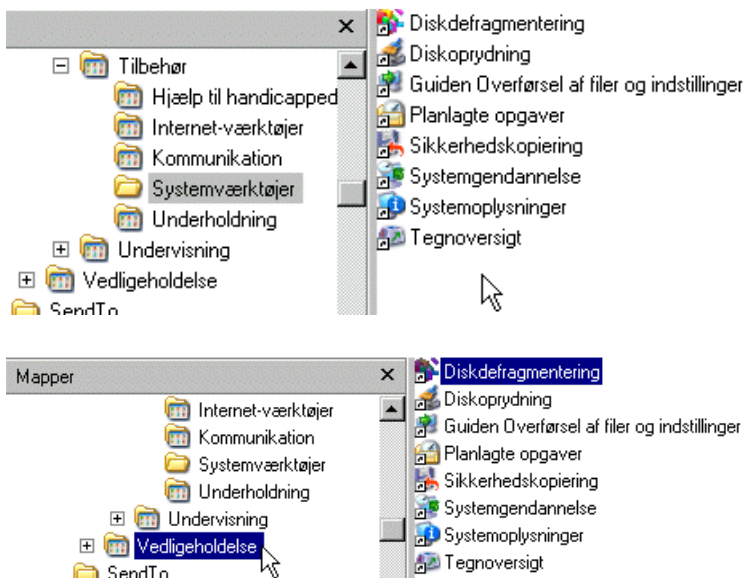 Tilbehør
Hjælp til handicapped
Internet-værktøjer
Kommunikation
Systemværktøjer
Underholdning
Undervisning
Vedligeholdelse
SendTo
Diskdefragmentering
Diskoprydning
Guiden Overførsel af filer og indstillinger
Planlagte opgaver
Sikkerhedskopiering
Systemgendannelse
Systemoplysninger
Tegnoversigt
Mapper
Internet-værktøjer
Kommunikation
Systemværktøjer
Underholdning
Undervisning
Vedligeholdelse
SendTo
Diskdefragmentering
Diskoprydning
Guiden Overførsel af filer og indstillinger
Planlagte opgaver
Sikkerhedskopiering
Systemgendannelse
Systemoplysninger
Tegnoversigt